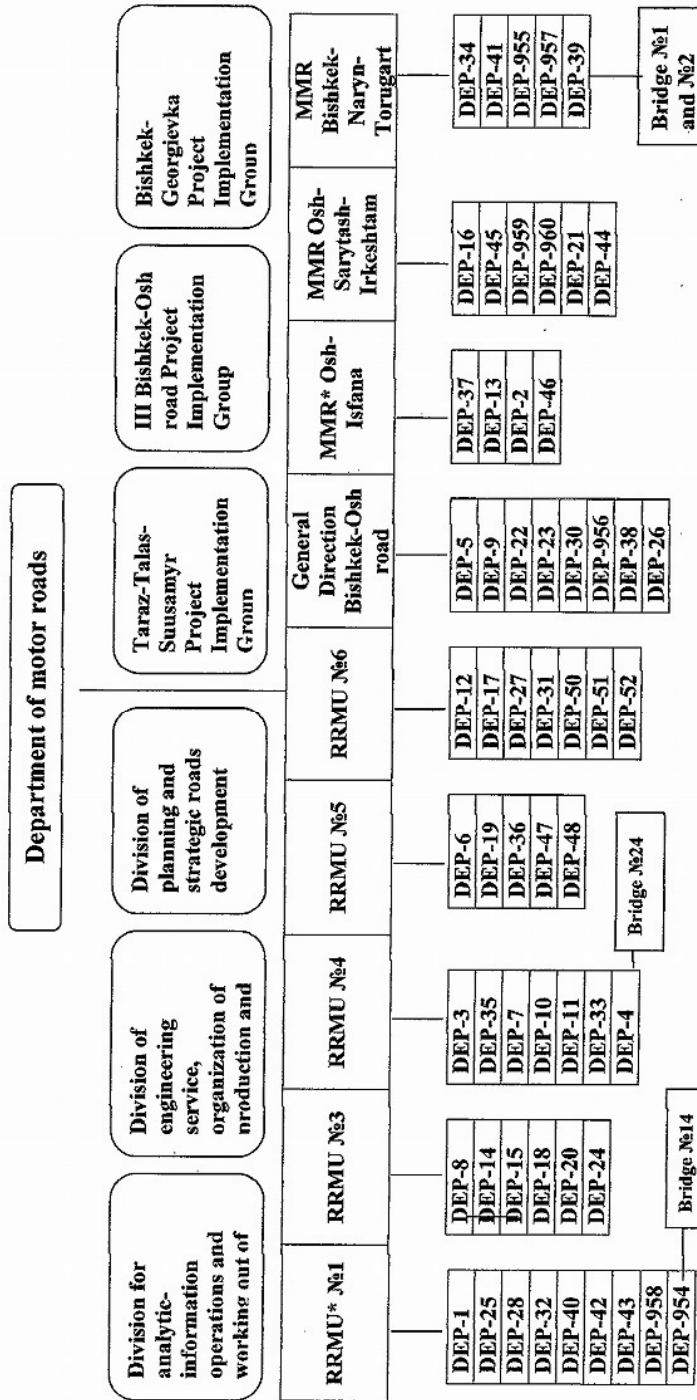 Department of motor roads
Division for
analytic-
information
operations and
working out of
Division of
engineering
service,
organization of
production and
Division of
planning and
strategic roads
development
Taraz-Talas-
Suusamyr
Project
Implementation
Groun
III Bishkek-Osh
road Project
Implementation
Group
Bishkek-
Georgievka
Project
Implementation
Groun
RRMU* №1
RRMU №3
RRMU №4
RRMU №5
RRMU №6
General
Direction
Bishkek-Osh
road
MMR* Osh-
Isfana
MMR Osh-
Sarytash-
Irkeshtam
MMR
Bishkek-
Naryn-
Torugart
DEP-1
DEP-25
DEP-28
DEP-32
DEP-40
DEP-42
DEP-43
DEP-958
DEP-954
Bridge №14
DEP-8
DEP-14
DEP-15
DEP-18
DEP-20
DEP-24
DEP-3
DEP-35
DEP-7
DEP-10
DEP-11
DEP-33
DEP-4
Bridge №24
DEP-6
DEP-19
DEP-36
DEP-47
DEP-48
DEP-12
DEP-17
DEP-27
DEP-31
DEP-50
DEP-51
DEP-52
DEP-5
DEP-9
DEP-22
DEP-23
DEP-30
DEP-956
DEP-38
DEP-26
DEP-37
DEP-13
DEP-2
DEP-46
DEP-16
DEP-45
DEP-959
DEP-960
DEP-21
DEP-44
DEP-34
DEP-41
DEP-955
DEP-957
DEP-39
Bridge №1
and №2